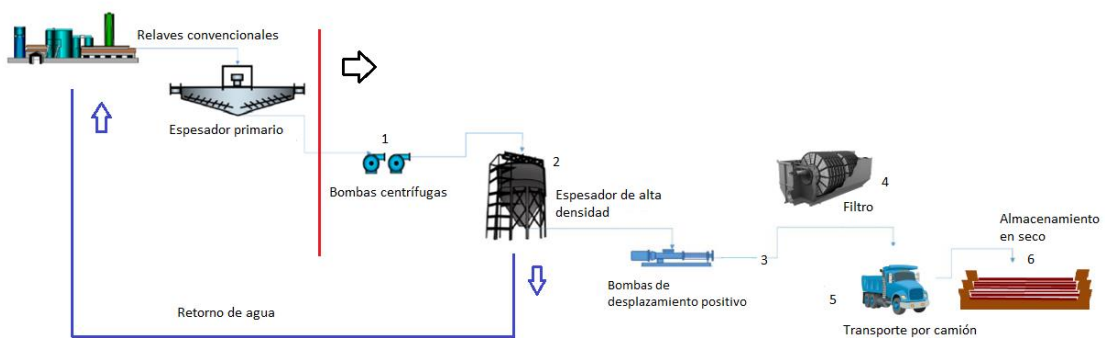 Relaves convencionales
Espesador primario
1
Bombas centrífugas
2
Espesador de alta
densidad
3
Bombas de
desplazamiento positivo
4
Filtro
5
Transporte por camión
Almacenamiento
en seco
6
Retorno de agua